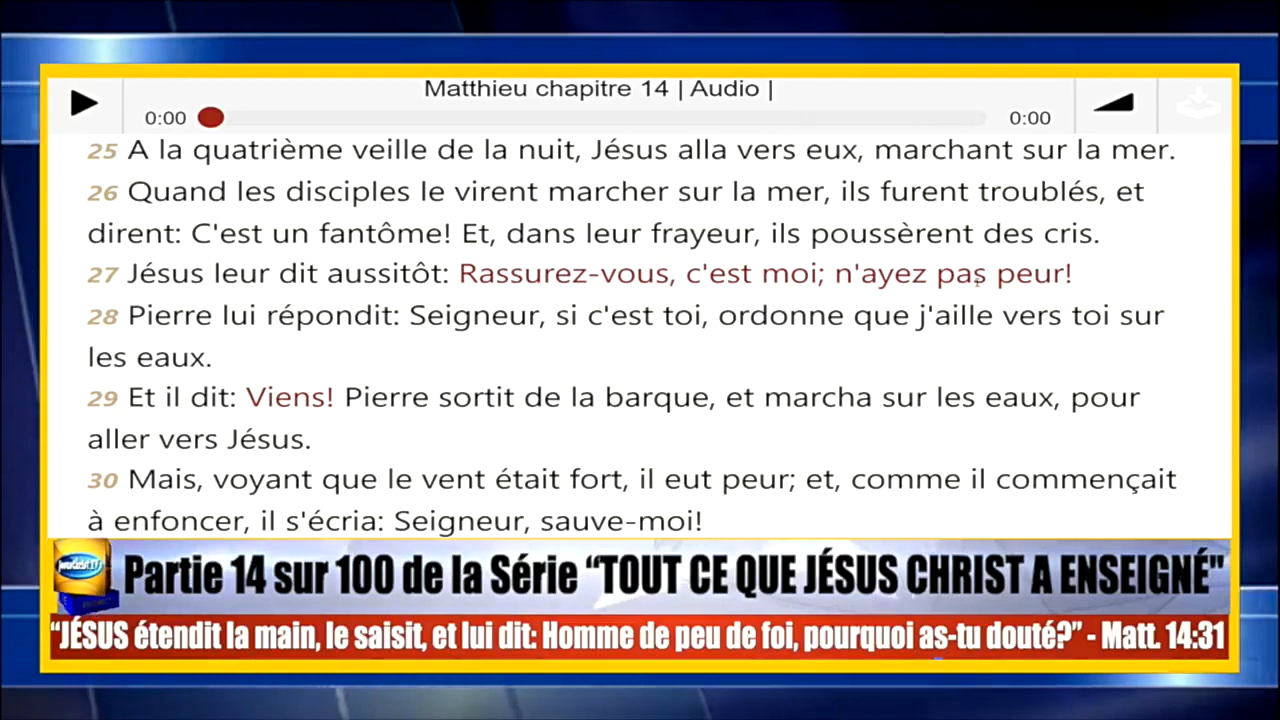 Matthieu chapitre 14 | Audio |
0:00
0:00
25 A la quatrième veille de la nuit, Jésus alla vers eux, marchant sur la mer.
26 Quand les disciples le virent marcher sur la mer, ils furent troublés, et
dirent: C'est un fantôme! Et, dans leur frayeur, ils poussèrent des cris.
27 Jésus leur dit aussitôt: Rassurez-vous, c'est moi; n'ayez pas peur!
28 Pierre lui répondit: Seigneur, si c'est toi, ordonne que j'aille vers toi sur
les eaux.
29 Et il dit: Viens! Pierre sortit de la barque, et marcha sur les eaux, pour
aller vers Jésus.
30 Mais, voyant que le vent était fort, il eut peur; et, comme il commençait
à enfoncer, il s'écria: Seigneur, sauve-moi!
Partie 14 sur 100 de la Série “TOUT CE QUE JÉSUS CHRIST A ENSEIGNÉ"
“JÉSUS étendit la main, le saisit, et lui dit: Homme de peu de foi, pourquoi as-tu douté?” - Matt. 14:31